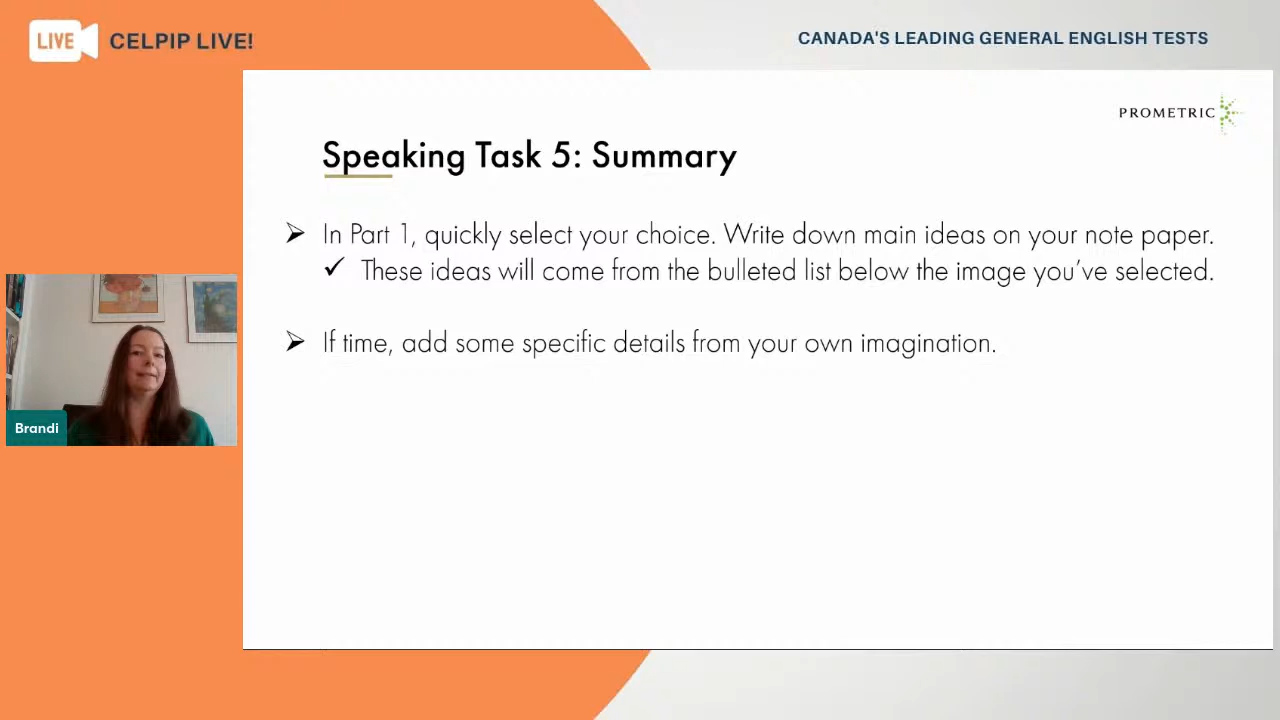 LIVE
CELPIP LIVE!
CANADA'S LEADING GENERAL ENGLISH TESTS
PROMETRIC
Speaking Task 5: Summary
➤ In Part 1, quickly select your choice. Write down main ideas on your note paper.
✓ These ideas will come from the bulleted list below the image you've selected.
➤ If time, add some specific details from your own imagination.
Brandi